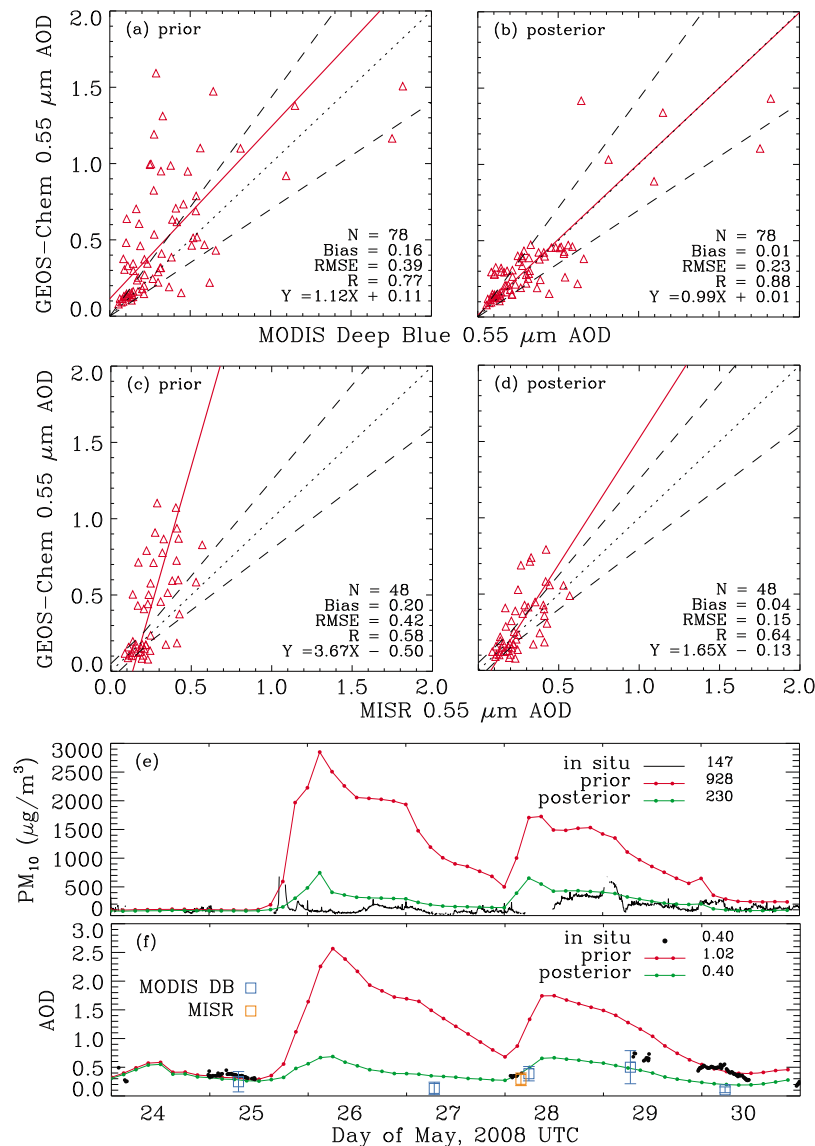 (a) prior
(b) posterior
GEOS-Chem 0.55 μm AOD
2.0
1.5
1.0
0.5
0.0
N = 78
Bias = 0.16
RMSE = 0.39
R = 0.77
Y =1.12X + 0.11
N = 78
Bias = 0.01
RMSE = 0.23
R = 0.88
Y =0.99X + 0.01
MODIS Deep Blue 0.55 μm AOD
(c) prior
(d) posterior
GEOS-Chem 0.55 μm AOD
2.0
1.5
1.0
0.5
0.0
N = 48
Bias = 0.20
RMSE = 0.42
R = 0.58
Y =3.67X - 0.50
N = 48
Bias = 0.04
RMSE = 0.15
R = 0.64
Y =1.65X - 0.13
0.0 0.5 1.0 1.5 2.0 0.0 0.5 1.0 1.5 2.0
MISR 0.55 μm AOD
(e)
PM10 (μg/m³)
3000
2500
2000
1500
1000
500
0
in situ 147
prior 928
posterior 230
(f)
AOD
3.0
2.5
2.0
1.5
1.0
0.5
0.0
MODIS DB
MISR
in situ 0.40
prior 1.02
posterior 0.40
24 25 26 27 28 29 30
Day of May, 2008 UTC